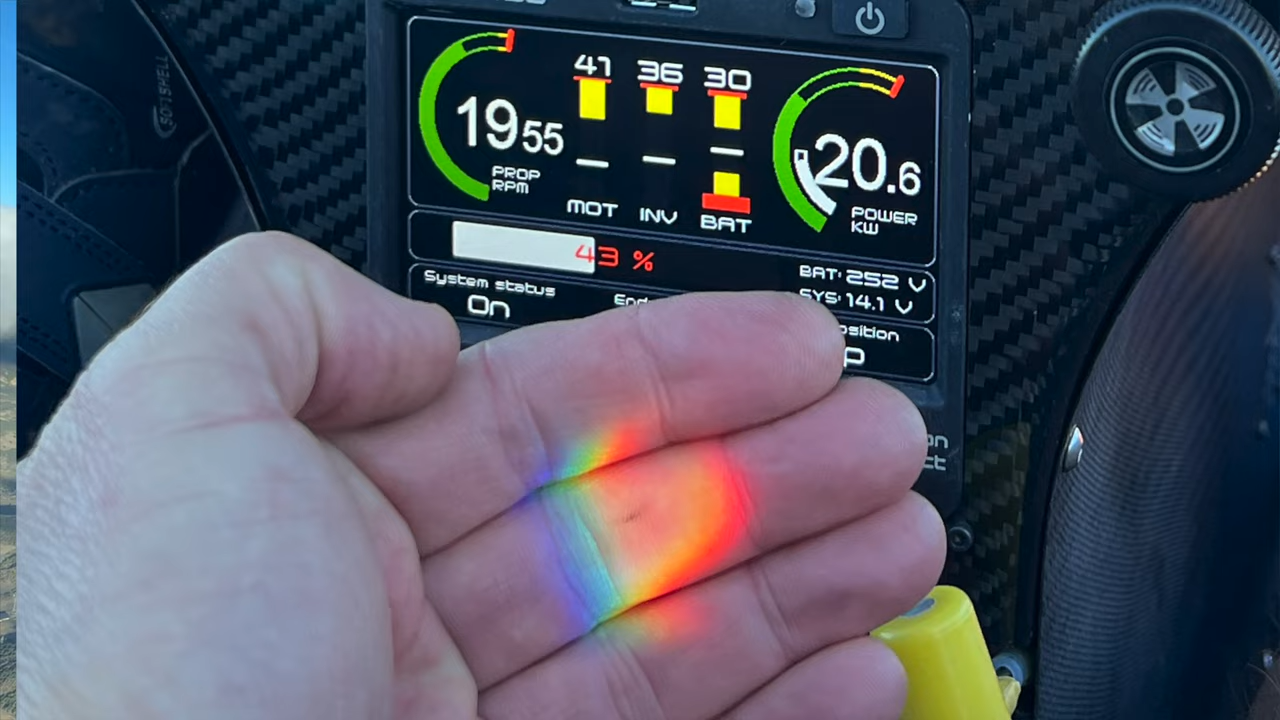 41 36 30
1955
20.6
PROP
RPM
POWER
KW
MOT INV BAT
43 %
BAT: 252 V
SYS: 14.1 V
System status
On
SOFTSHELL